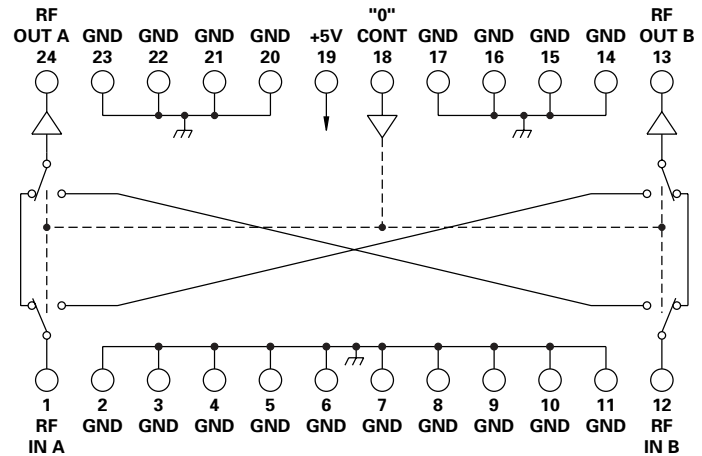 RF "0" RF
OUT A GND GND GND GND +5V CONT GND GND GND GND OUT B
24 23 22 21 20 19 18 17 16 15 14 13
1 2 3 4 5 6 7 8 9 10 11 12
RF GND GND GND GND GND GND GND GND GND GND RF
IN A IN B